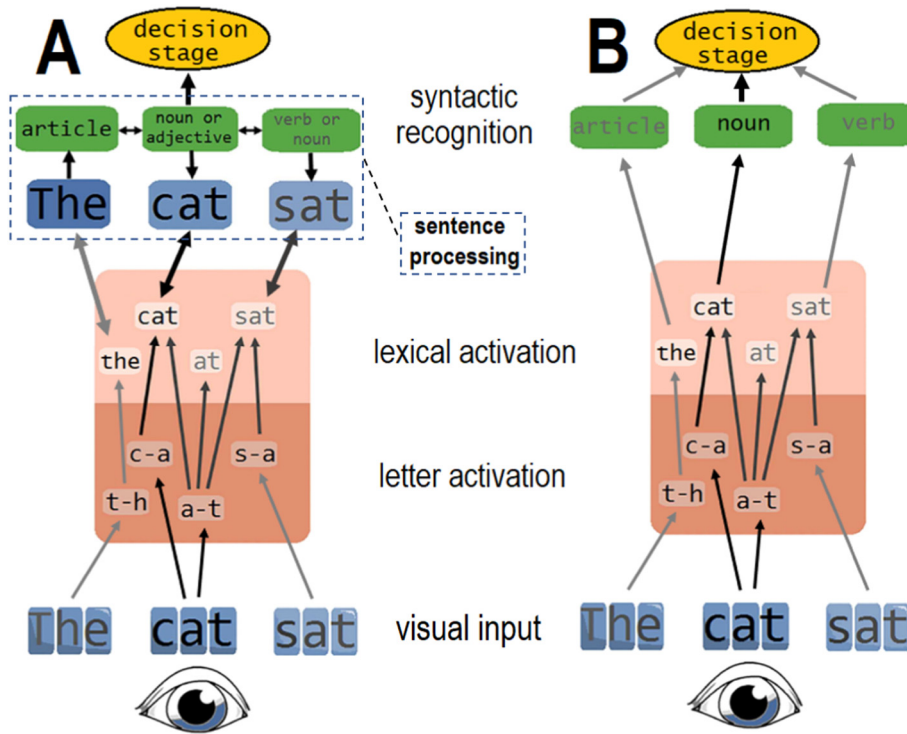 A
decision
stage
article
noun or
adjective
verb or
noun
The
cat
sat
sentence
processing
cat
sat
the
at
c-a
s-a
t-h
a-t
The
cat
sat
syntactic
recognition
lexical activation
letter activation
visual input
B
decision
stage
article
noun
verb
cat
sat
the
at
c-a
s-a
t-h
a-t
The
cat
sat